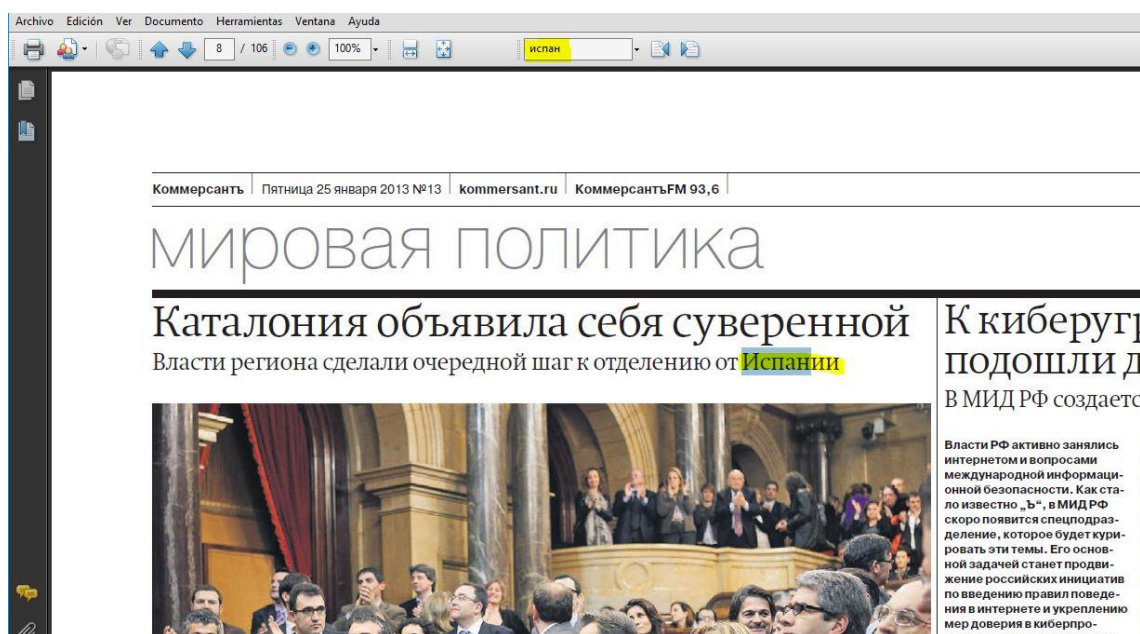 Archivo Edición Ver Documento Herramientas Ventana Ayuda
8 / 106 100% испан
Коммерсантъ Пятница 25 января 2013 №13 kommersant.ru КоммерсантъFM 93,6
мировая политика
Каталония объявила себя суверенной
Власти региона сделали очередной шаг к отделению от Испании
К киберуг
подошли
В МИД РФ создаетс
Власти РФ активно занялись
интернетом и вопросами
международной информаци-
онной безопасности. Как ста-
ло известно „Ъ“, в МИД РФ
скоро появится спецподраз-
деление, которое будет кури-
ровать эти темы. Его основ-
ной задачей станет продви-
жение российских инициатив
по введению правил поведе-
ния в интернете и укреплению
мер доверия в киберпро-